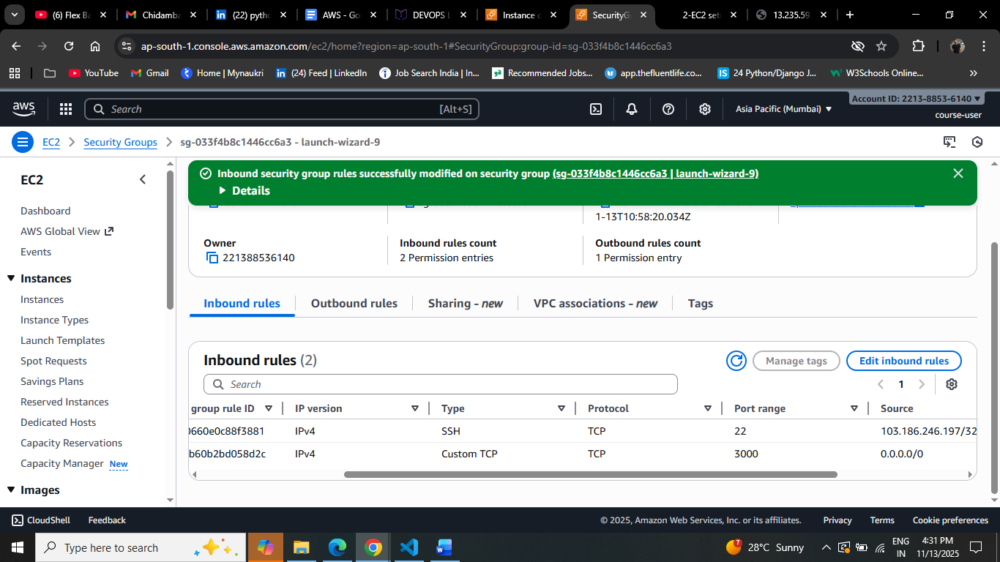 (6) Flex Ba
Chidamba
(22) pytho
AWS - Go
DEVOPS L
Instance d
SecurityG
2-EC2 set
13.235.59.
ap-south-1.console.aws.amazon.com/ec2/home?region=ap-south-1#SecurityGroup:group-id=sg-033f4b8c1446cc6a3
YouTube
Gmail
Home | Mynaukri
(24) Feed | LinkedIn
Job Search India | In...
Recommended Jobs...
app.thefluentlife.co...
24 Python/Django J...
W3Schools Online...
aws
Search
[Alt+S]
Asia Pacific (Mumbai)
Account ID: 2213-8853-6140
course-user
EC2
Security Groups
sg-033f4b8c1446cc6a3 - launch-wizard-9
EC2
Dashboard
AWS Global View
Events
Instances
Instances
Instance Types
Launch Templates
Spot Requests
Savings Plans
Reserved Instances
Dedicated Hosts
Capacity Reservations
Capacity Manager New
Images
Inbound security group rules successfully modified on security group (sg-033f4b8c1446cc6a3 | launch-wizard-9)
Details
1-13T10:58:20.034Z
Owner
221388536140
Inbound rules count
2 Permission entries
Outbound rules count
1 Permission entry
Inbound rules
Outbound rules
Sharing - new
VPC associations - new
Tags
Inbound rules (2)
Manage tags
Edit inbound rules
Search
1
group rule ID IP version Type Protocol Port range Source
0660e0c88f3881 IPv4 SSH TCP 22 103.186.246.197/32
b60b2bd058d2c IPv4 Custom TCP TCP 3000 0.0.0.0/0
CloudShell
Feedback
© 2025, Amazon Web Services, Inc. or its affiliates.
Privacy
Terms
Cookie preferences
Type here to search
7
28°C Sunny
ENG
IN
4:31 PM
11/13/2025